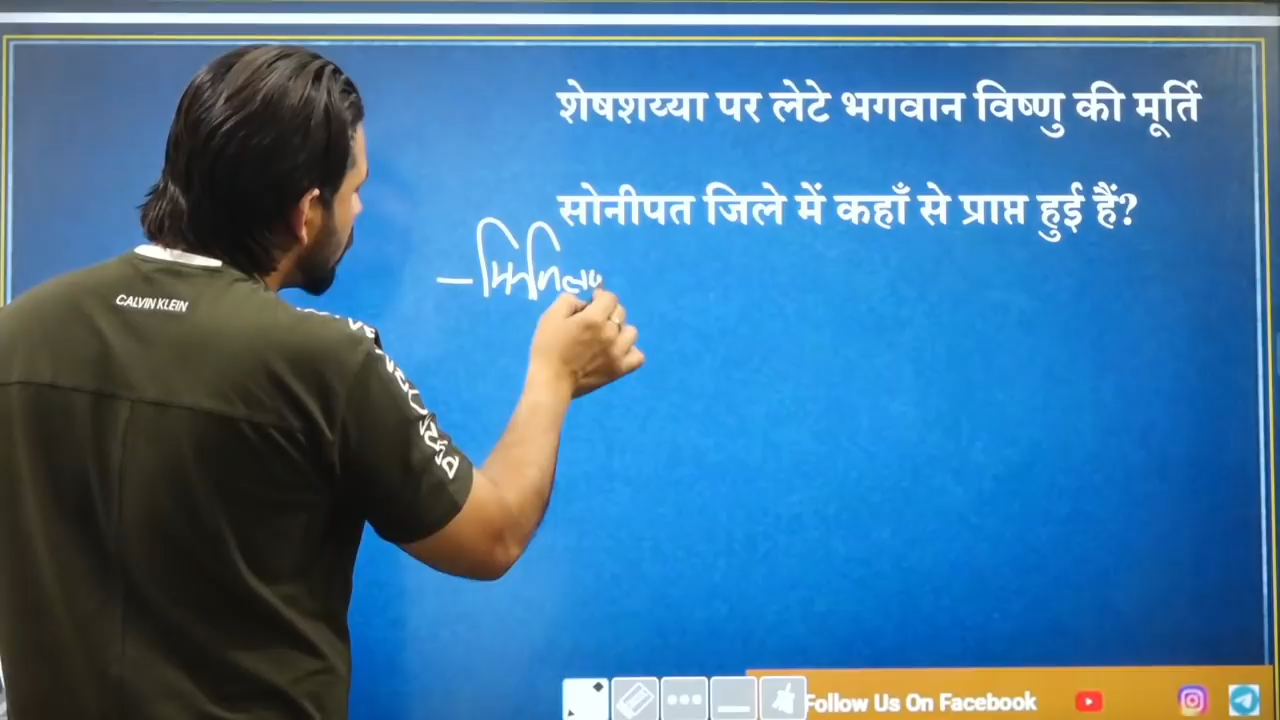 शेषशय्या पर लेटे भगवान विष्णु की मूर्ति
सोनीपत जिले में कहाँ से प्राप्त हुई हैं?
CALVIN KLEIN
Follow Us On Facebook